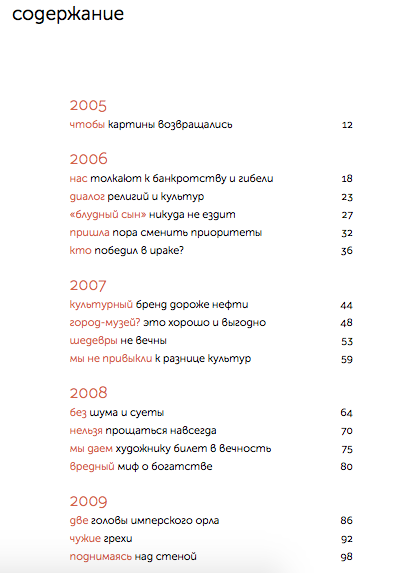 содержание
2005
чтобы картины возвращались 12
2006
нас толкают к банкротству и гибели 18
диалог религий и культур 23
«блудный сын» никуда не ездит 27
пришла пора сменить приоритеты 32
кто победил в ираке? 36
2007
культурный бренд дороже нефти 44
город-музей? это хорошо и выгодно 48
шедевры не вечны 53
мы не привыкли к разнице культур 59
2008
без шума и суеты 64
нельзя прощаться навсегда 70
мы даем художнику билет в вечность 75
вредный миф о богатстве 80
2009
две головы имперского орла 86
чужие грехи 92
поднимаясь над стеной 98